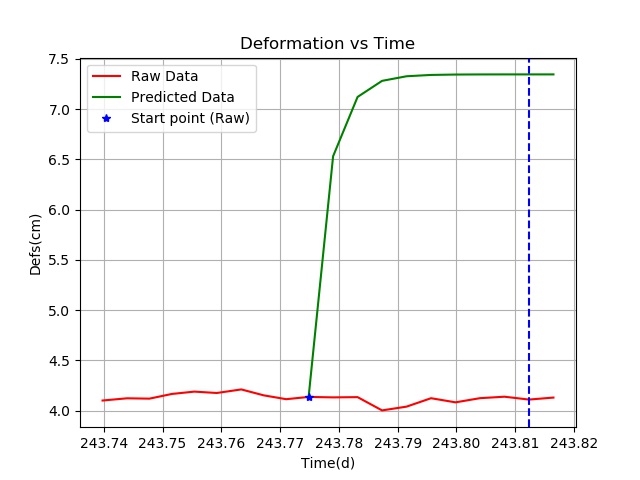 Deformation vs Time
Raw Data
Predicted Data
Start point (Raw)
7.5
7.0
6.5
6.0
5.5
5.0
4.5
4.0
Defs(cm)
243.74 243.75 243.76 243.77 243.78 243.79 243.80 243.81 243.82
Time(d)